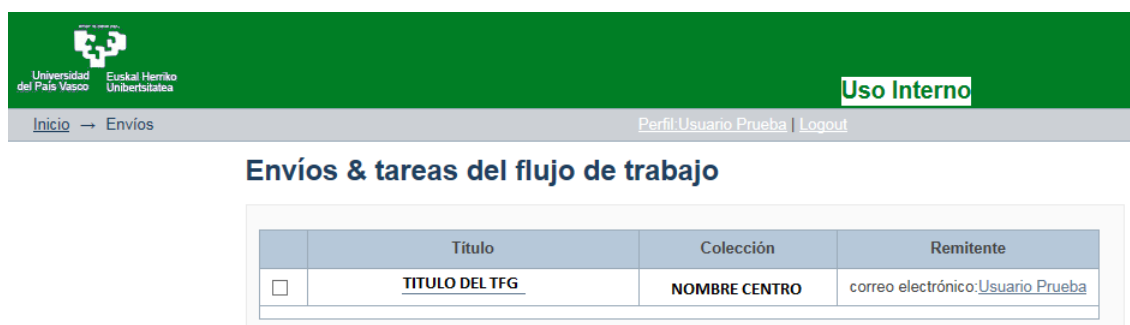 Universidad del País Vasco
Euskal Herriko Unibertsitatea
Uso Interno
Inicio → Envíos
Perfil:Usuario Prueba | Logout
Envíos & tareas del flujo de trabajo
Título Colección Remitente
TITULO DEL TFG NOMBRE CENTRO correo electrónico:Usuario Prueba